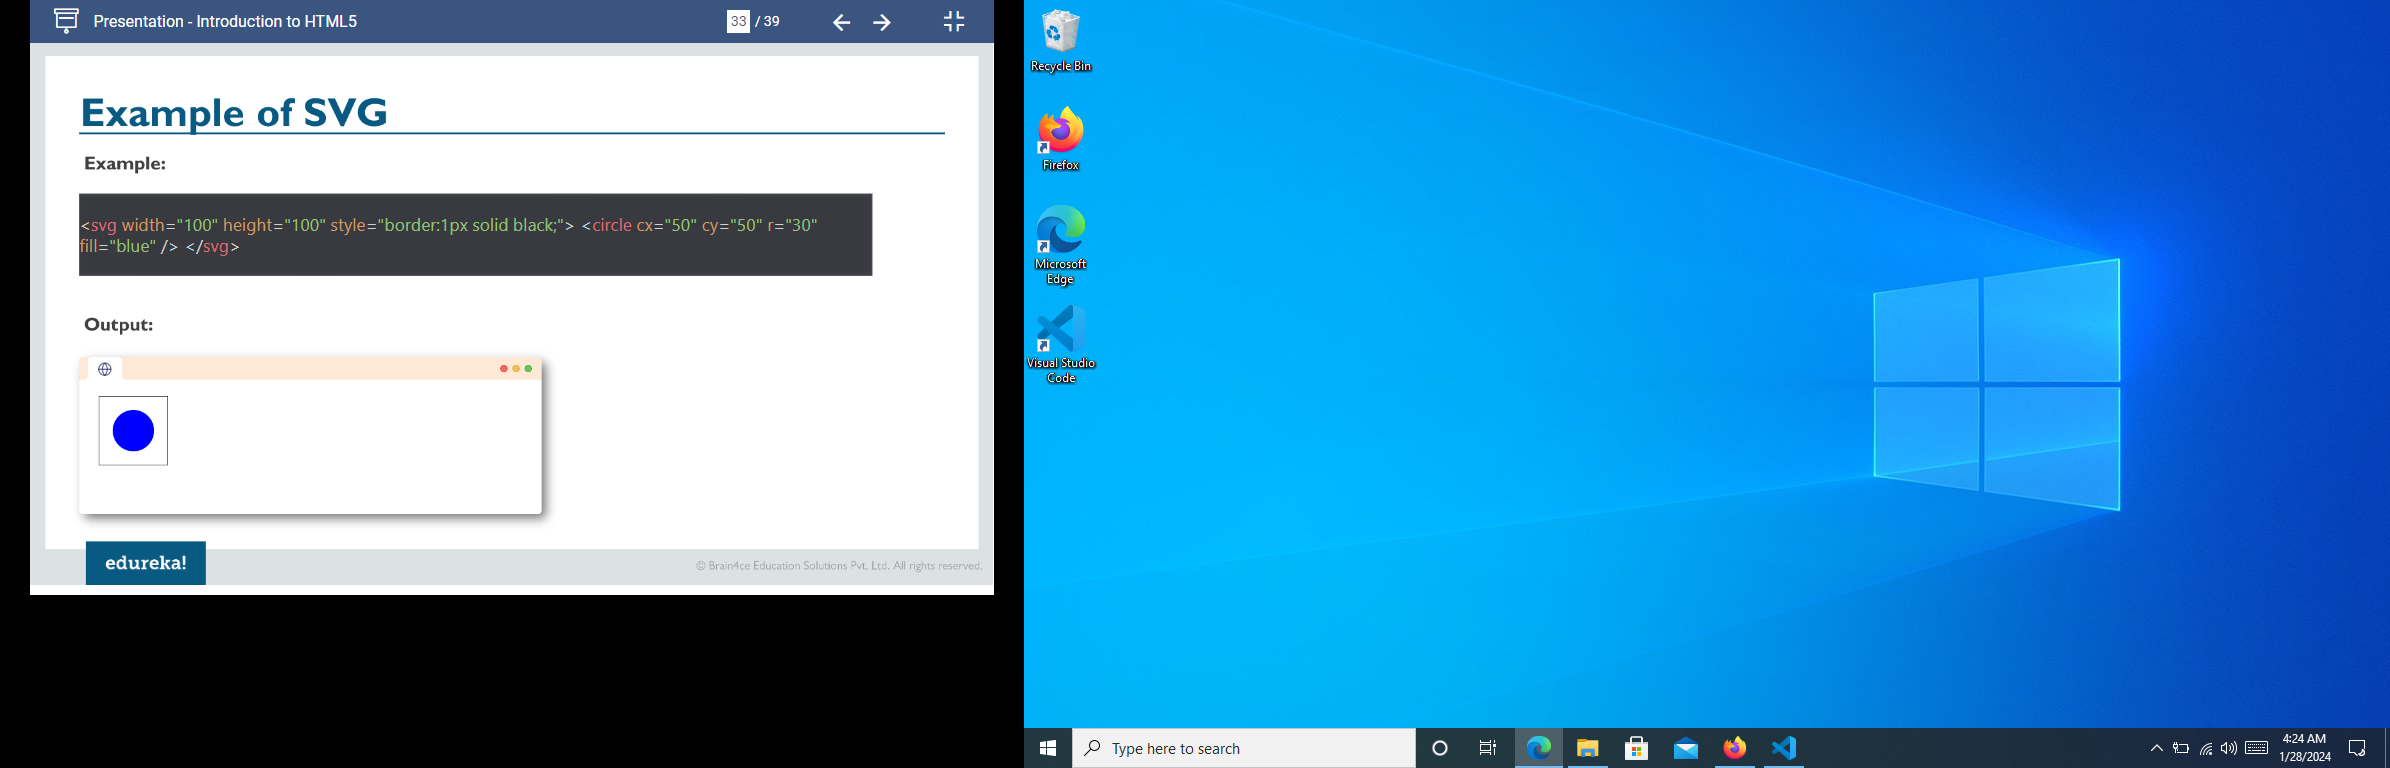 Presentation - Introduction to HTML5
33 / 39
Example of SVG
Example:
<svg width="100" height="100" style="border:1px solid black;"> <circle cx="50" cy="50" r="30"
fill="blue" /> </svg>
Output:
edureka!
© Brain4ce Education Solutions Pvt. Ltd. All rights reserved.
Recycle Bin
Firefox
Microsoft
Edge
Visual Studio
Code
Type here to search
4:24 AM
1/28/2024